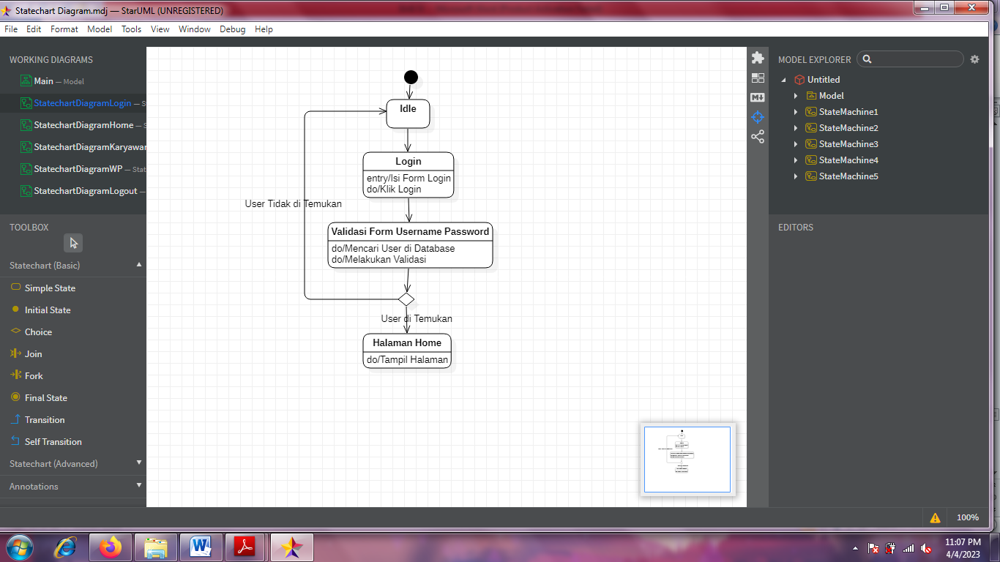 Statechart Diagram.mdj — StarUML (UNREGISTERED)
File Edit Format Model Tools View Window Debug Help
WORKING DIAGRAMS
Main — Model
StatechartDiagramLogin — S
StatechartDiagramHome —
StatechartDiagramKaryawan
StatechartDiagramWP — Stat
StatechartDiagramLogout —
TOOLBOX
Statechart (Basic)
Simple State
Initial State
Choice
Join
Fork
Final State
Transition
Self Transition
Statechart (Advanced)
Annotations
Idle
Login
entry/Isi Form Login
do/Klik Login
User Tidak di Temukan
Validasi Form Username Password
do/Mencari User di Database
do/Melakukan Validasi
User di Temukan
Halaman Home
do/Tampil Halaman
M
MODEL EXPLORER
Untitled
Model
StateMachine1
StateMachine2
StateMachine3
StateMachine4
StateMachine5
EDITORS
100%
11:07 PM
4/4/2023